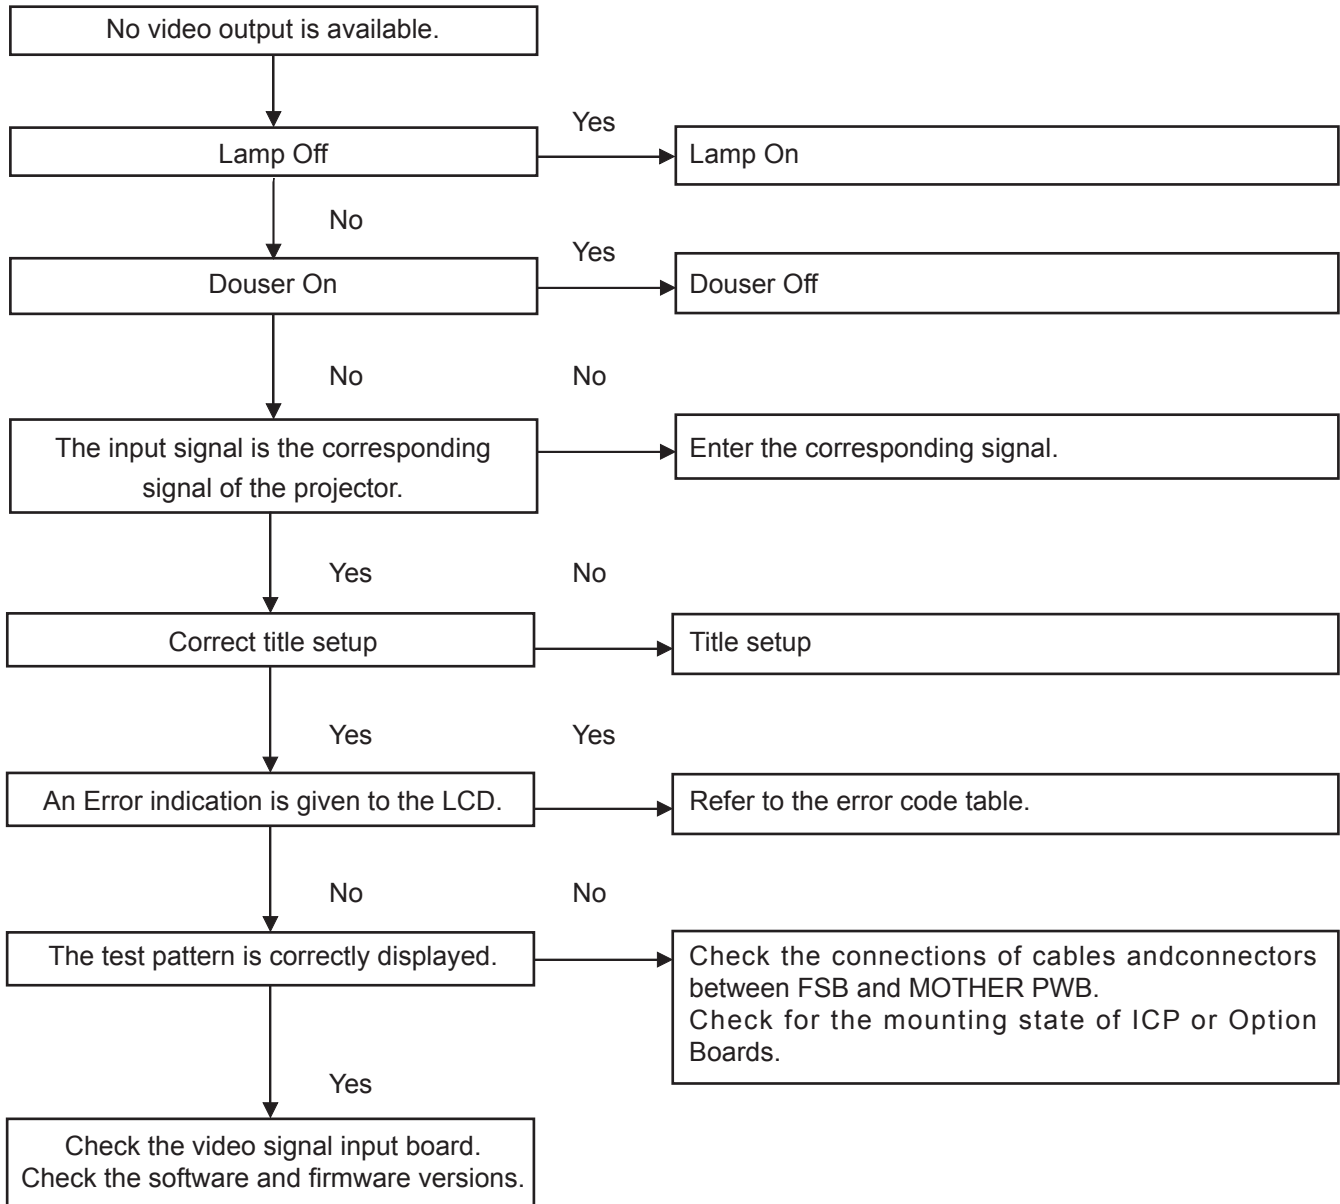 No video output is available.
Yes
Lamp Off
Lamp On
No
Yes
Douser On
Douser Off
No
No
The input signal is the corresponding
signal of the projector.
Enter the corresponding signal.
Yes
No
Correct title setup
Title setup
Yes
Yes
An Error indication is given to the LCD.
Refer to the error code table.
No
No
The test pattern is correctly displayed.
Check the connections of cables andconnectors
between FSB and MOTHER PWB.
Check for the mounting state of ICP or Option
Boards.
Yes
Check the video signal input board.
Check the software and firmware versions.